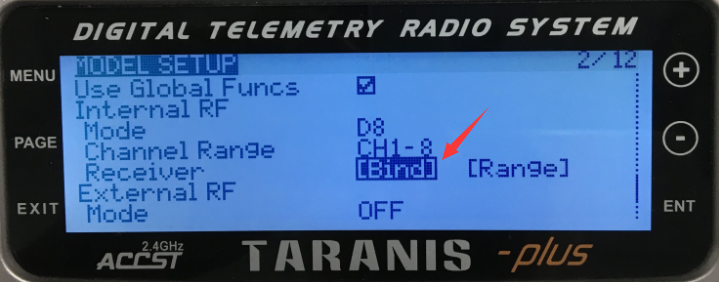 DIGITAL TELEMETRY RADIO SYSTEM
MENU
MODEL SETUP 2/12
+
Use Global Funcs
Internal RF
Mode D8
PAGE
Channel Range CH1-8
-
Receiver [Bind] [Range]
External RF
EXIT
Mode OFF
ENT
2.4GHz
ACCST
TARANIS -plus